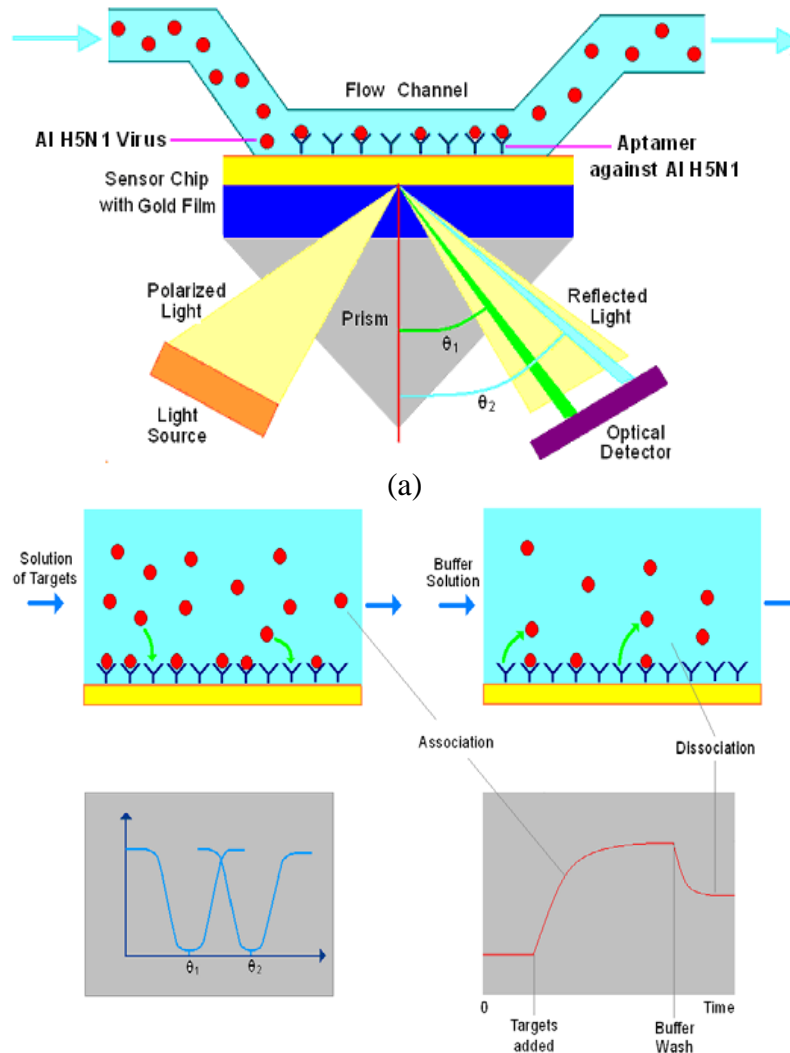 Flow Channel
AI H5N1 Virus
Aptamer
against AI H5N1
Sensor Chip
with Gold Film
Polarized
Light
Prism
Reflected
Light
θ1
θ2
Light
Source
Optical
Detector
(a)
Solution
of Targets
Buffer
Solution
Association
Dissociation
θ1
θ2
0
Time
Targets
added
Buffer
Wash